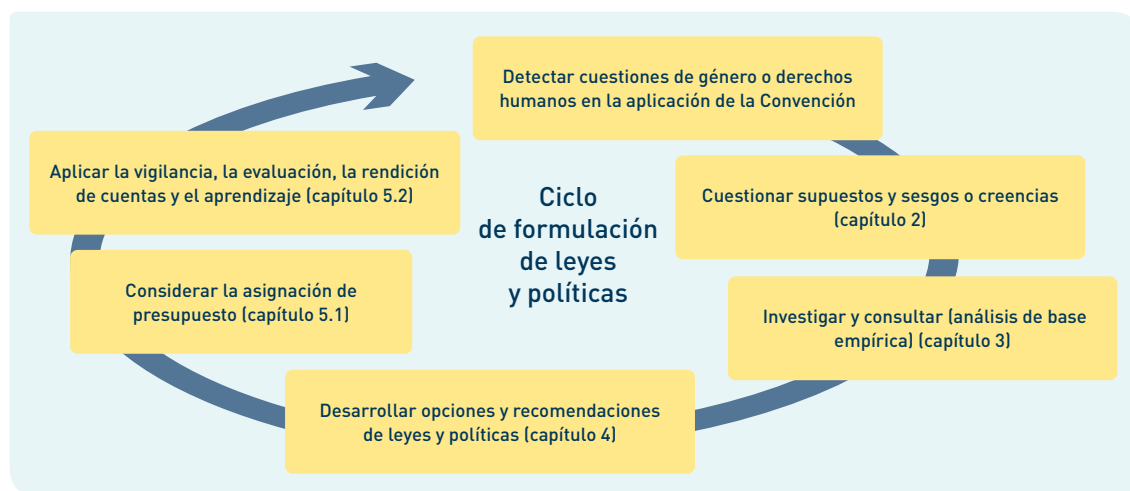 Detectar cuestiones de género o derechos
humanos en la aplicación de la Convención
Cuestionar supuestos y sesgos o creencias
(capítulo 2)
Investigar y consultar (análisis de base
empírica) (capítulo 3)
Desarrollar opciones y recomendaciones
de leyes y políticas (capítulo 4)
Considerar la asignación de
presupuesto (capítulo 5.1)
Aplicar la vigilancia, la evaluación, la rendición
de cuentas y el aprendizaje (capítulo 5.2)
Ciclo
de formulación
de leyes
y políticas